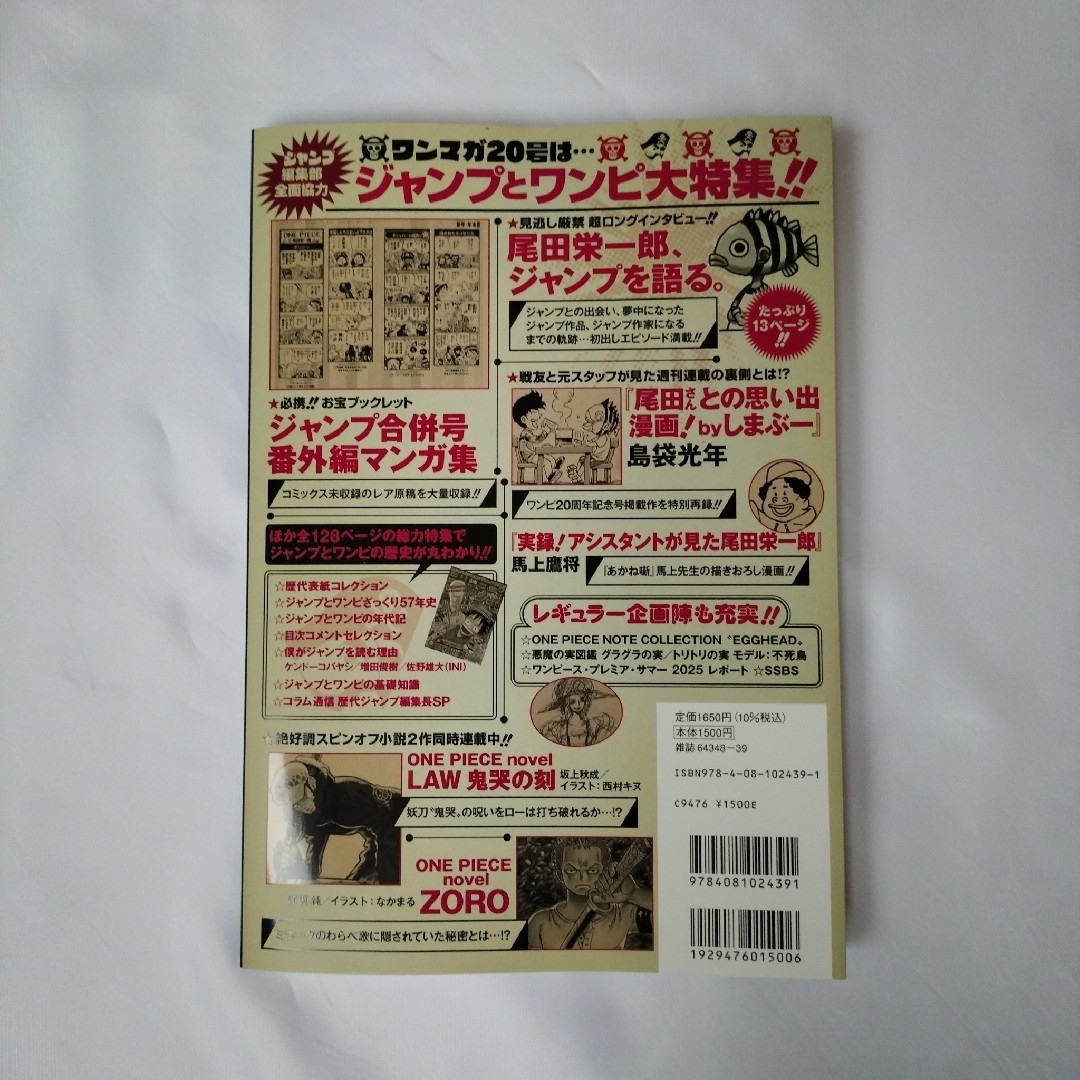 ジャンプ
編集部
全面協力
ワンマガ20号は…
ジャンプとワンピ大特集!!
★見逃し厳禁 超ロングインタビュー!!
尾田栄一郎、
ジャンプを語る。
ジャンプとの出会い、夢中になった
ジャンプ作品、ジャンプ作家になる
までの軌跡…初出しエピソード満載!!
たっぷり
13ページ
!!
ONE PIECE
★必携!! お宝ブックレット
ジャンプ合併号
番外編マンガ集
コミックス未収録のレア原稿を大量収録!!
★戦友と元スタッフが見た週刊連載の裏側とは!?
『尾田さんとの思い出
漫画! byしまぶー』
島袋光年
ワンピ20周年記念号掲載作を特別再録!!
『実録! アシスタントが見た尾田栄一郎』
馬上鷹将
『あかね噺』馬上先生の描きおろし漫画!!
ほか全128ページの総力特集で
ジャンプとワンピの歴史が丸わかり!!
☆歴代表紙コレクション
☆ジャンプとワンピざっくり57年史
☆ジャンプとワンピの年代記
☆目次コメントセレクション
☆僕がジャンプを読む理由
ケンドーコバヤシ/増田俊樹/佐野雄大(INI)
☆ジャンプとワンピの基礎知識
☆コラム通信 歴代ジャンプ編集長SP
レギュラー企画陣も充実!!
☆ONE PIECE NOTE COLLECTION〝EGGHEAD〟
☆悪魔の実図鑑 グラグラの実/トリトリの実 モデル:不死鳥
☆ワンピース・プレミア・サマー 2025 レポート ☆SSBS
☆絶好調スピンオフ小説2作同時連載中!!
ONE PIECE novel
LAW 鬼哭の刻
坂上秋成/
イラスト:西村キヌ
妖刀〝鬼哭〟の呪いをローは打ち破れるか…!?
ONE PIECE
novel
ZORO
/イラスト:なかまる
のわらべ歌に隠されていた秘密とは…!?
定価1650円(10%税込)
本体1500円
雑誌 64348-39
ISBN978-4-08-102439-1
C9476 ¥1500E
9784081024391
1929476015006